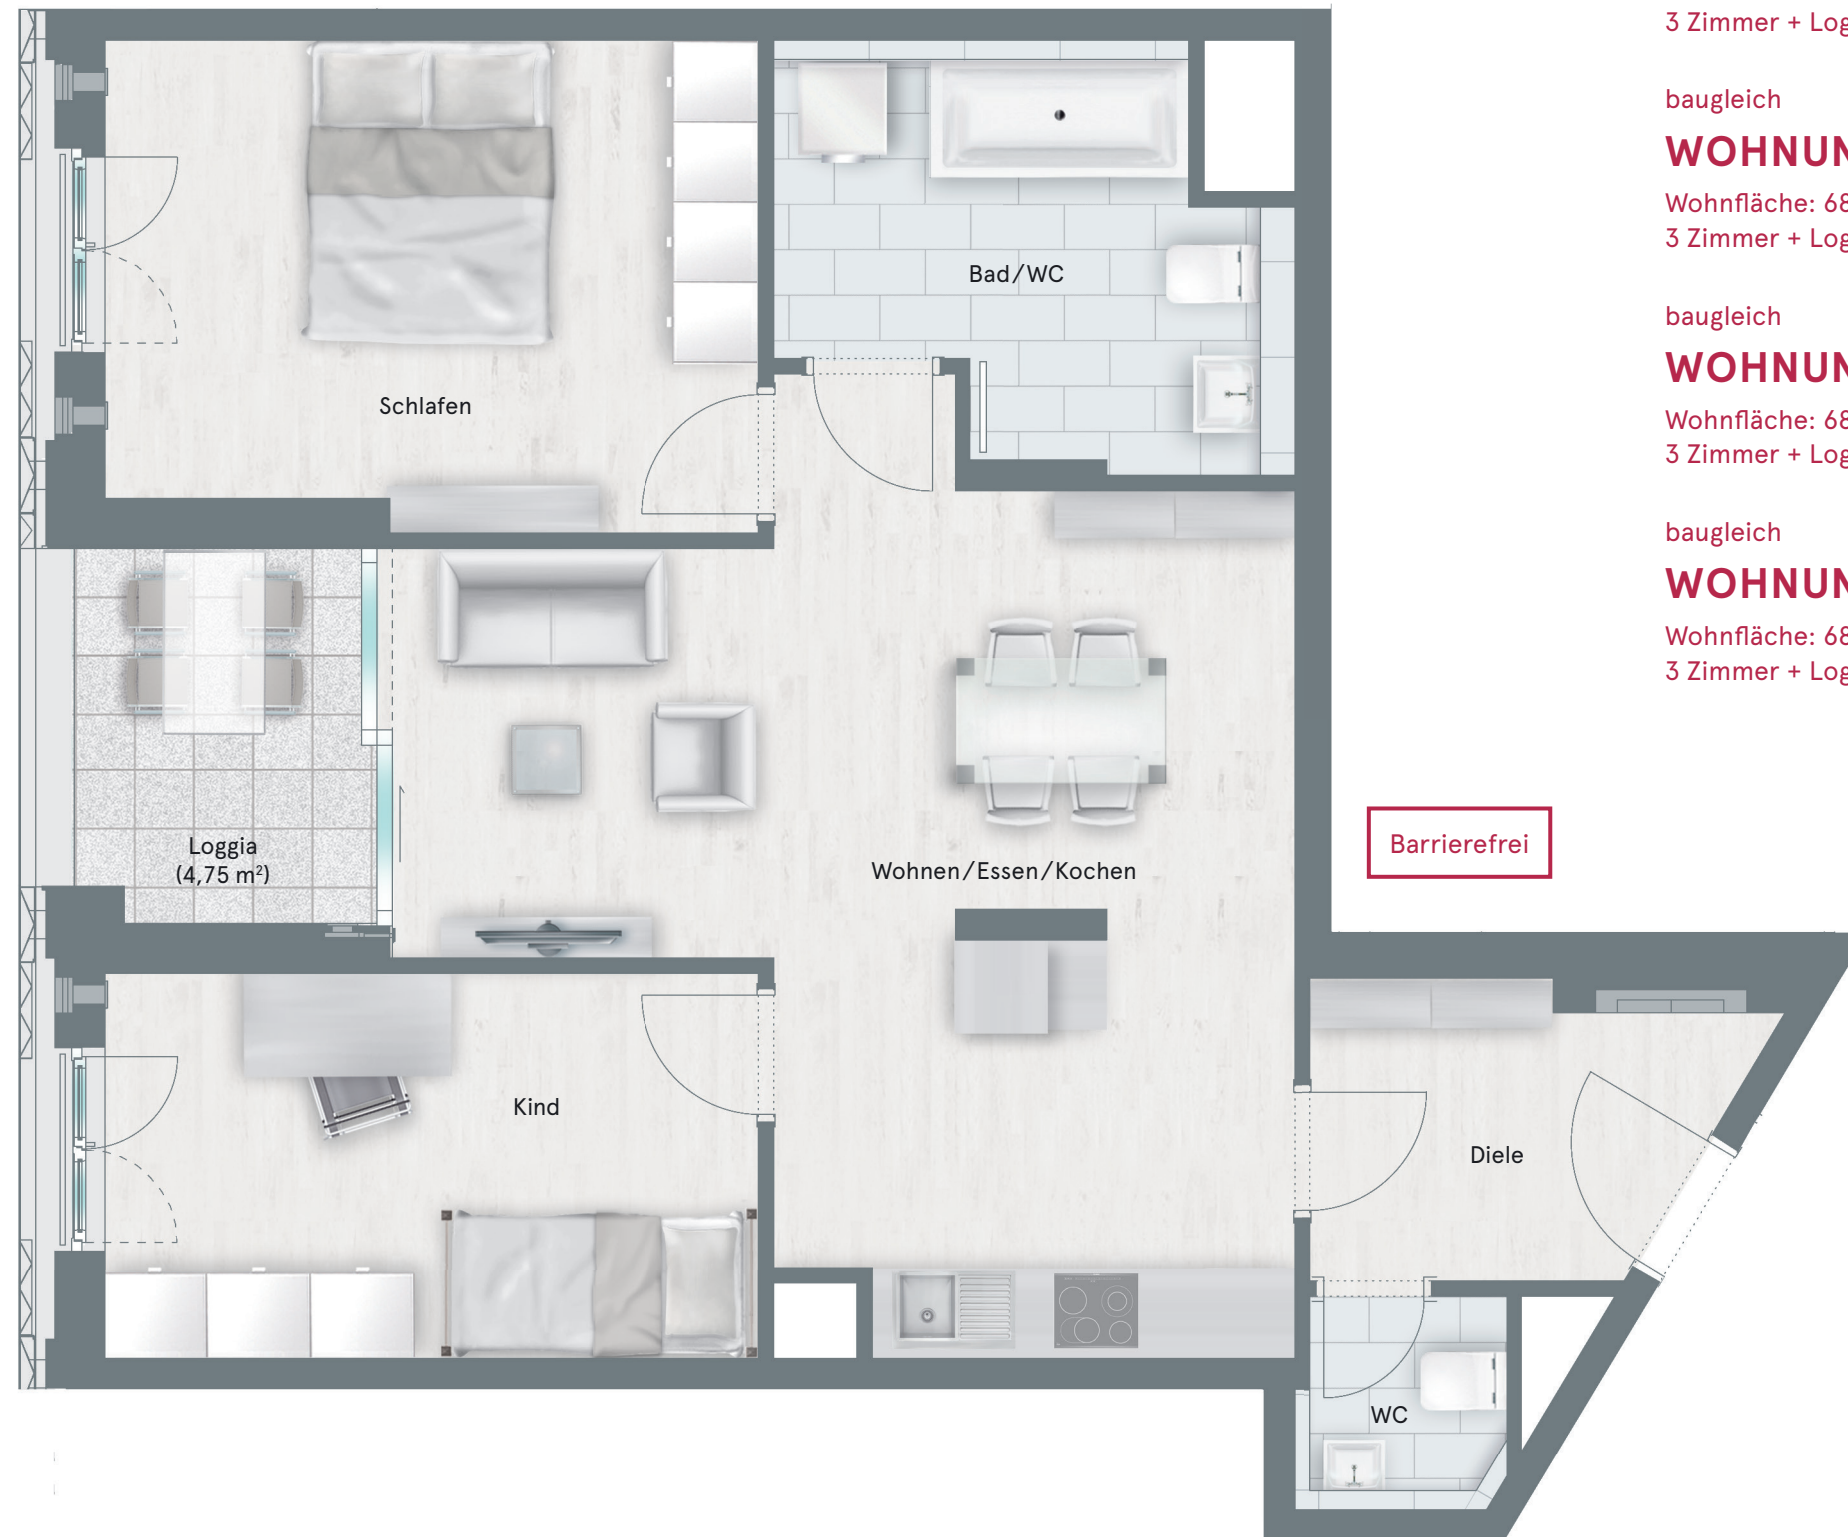 3 Zimmer + Log
baugleich
WOHNUN
Wohnfläche: 68
3 Zimmer + Log
baugleich
WOHNUN
Wohnfläche: 68
3 Zimmer + Log
baugleich
WOHNUN
Wohnfläche: 68
3 Zimmer + Log
Bad/WC
Schlafen
Loggia
(4,75 m²)
Wohnen/Essen/Kochen
Barrierefrei
Kind
Diele
WC